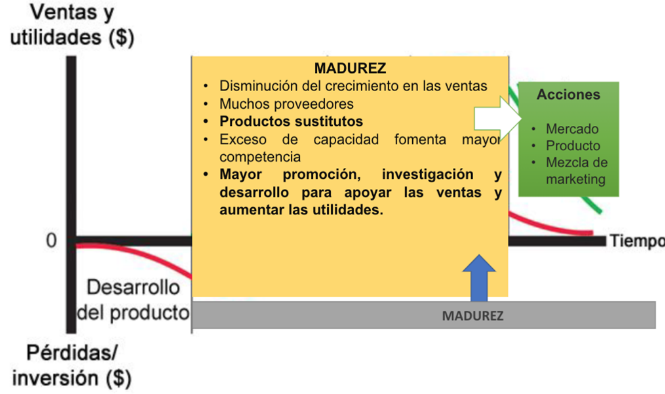 Ventas y
utilidades ($)
MADUREZ
• Disminución del crecimiento en las ventas
• Muchos proveedores
• Productos sustitutos
• Exceso de capacidad fomenta mayor
competencia
• Mayor promoción, investigación y
desarrollo para apoyar las ventas y
aumentar las utilidades.
Acciones
• Mercado
• Producto
• Mezcla de
marketing
0
Tiempo
Desarrollo
del producto
MADUREZ
Pérdidas/
inversión ($)